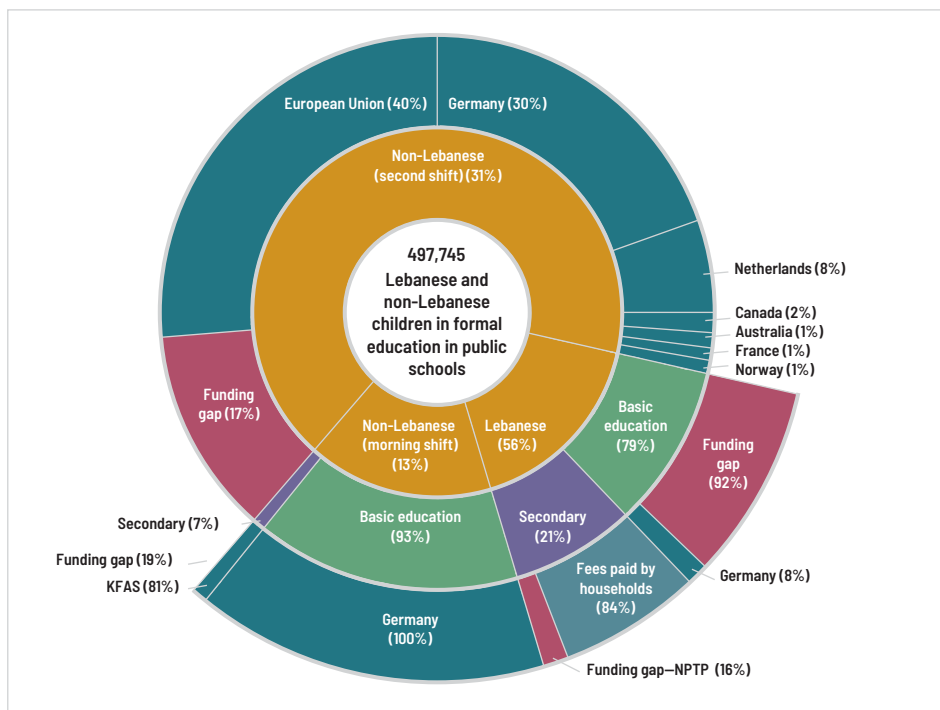 European Union (40%)
Germany (30%)
Non-Lebanese
(second shift) (31%)
497,745
Lebanese and
non-Lebanese
children in formal
education in public
schools
Netherlands (8%)
Canada (2%)
Australia (1%)
France (1%)
Norway (1%)
Funding
gap (17%)
Non-Lebanese
(morning shift)
(13%)
Lebanese
(56%)
Basic
education
(79%)
Funding
gap
(92%)
Secondary (7%)
Basic education
(93%)
Secondary
(21%)
Funding gap (19%)
KFAS (81%)
Germany
(100%)
Fees paid by
households
(84%)
Germany (8%)
Funding gap—NPTP (16%)